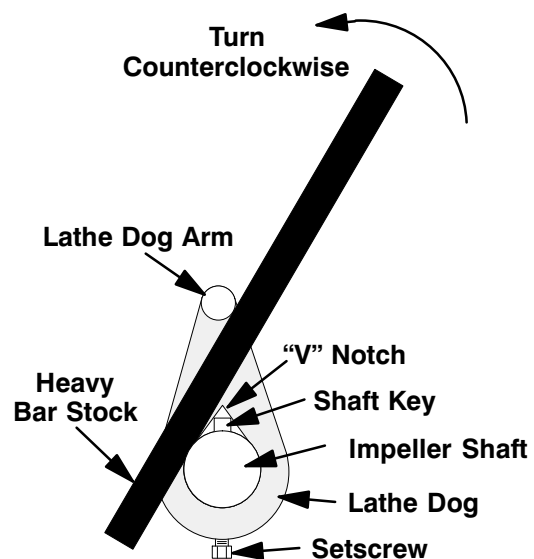 Turn
Counterclockwise
Lathe Dog Arm
“V” Notch
Heavy
Bar Stock
Shaft Key
Impeller Shaft
Lathe Dog
Setscrew